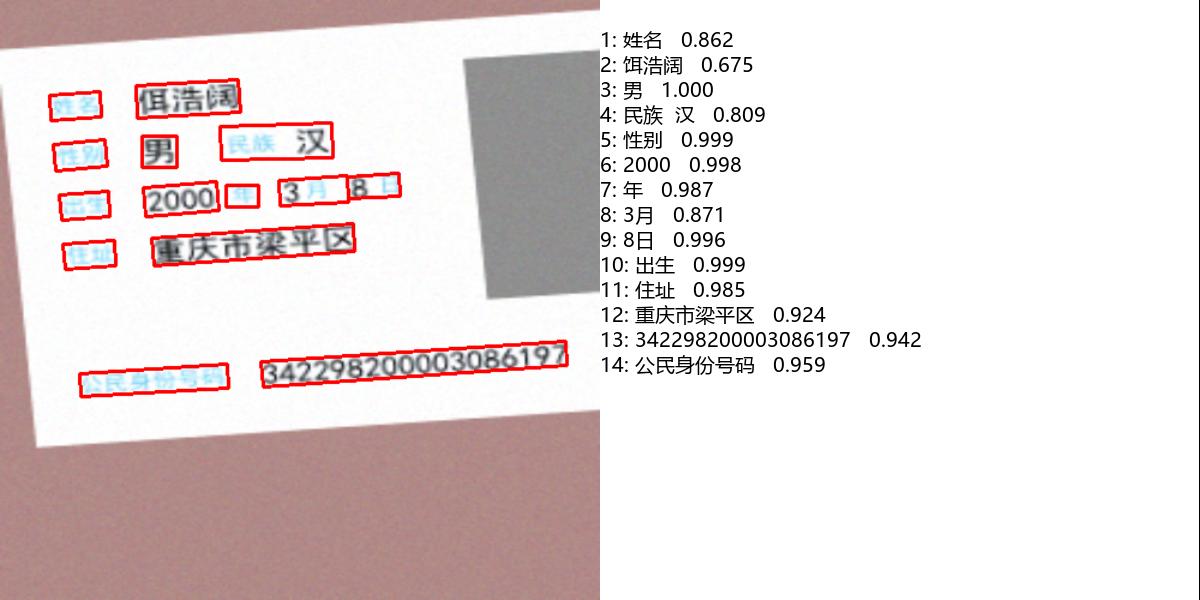 姓名 佴浩阔
性别 男 民族 汉
出生 2000 年 3 月 8 日
住址 重庆市梁平区
公民身份号码 342298200003086197
1: 姓名 0.862
2: 饵浩阔 0.675
3: 男 1.000
4: 民族 汉 0.809
5: 性别 0.999
6: 2000 0.998
7: 年 0.987
8: 3月 0.871
9: 8日 0.996
10: 出生 0.999
11: 住址 0.985
12: 重庆市梁平区 0.924
13: 342298200003086197 0.942
14: 公民身份号码 0.959